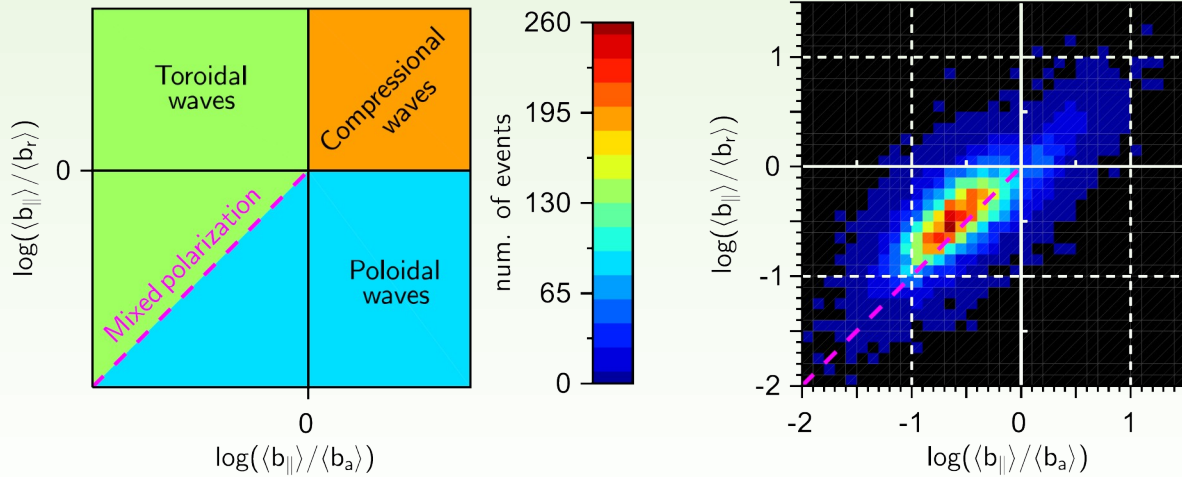 Toroidal
waves
Compressional
waves
Mixed polarization
Poloidal
waves
log(⟨b∥⟩/⟨br⟩)
0
0
log(⟨b∥⟩/⟨ba⟩)
num. of events
260
195
130
65
0
log(⟨b∥⟩/⟨br⟩)
1
0
-1
-2
-2
-1
0
1
log(⟨b∥⟩/⟨ba⟩)